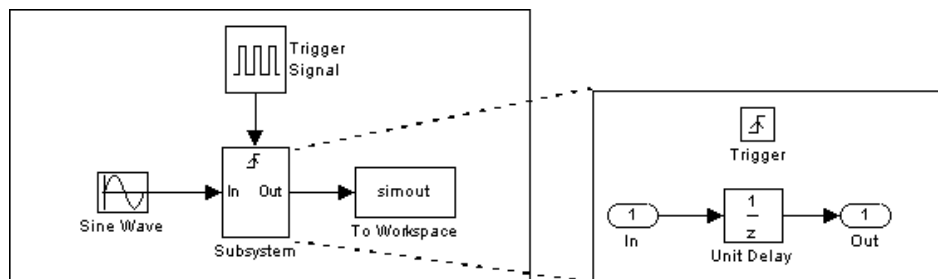 Trigger
Signal
In Out
simout
Sine Wave
Subsystem
To Workspace
Trigger
1
1
z
1
In
Unit Delay
Out